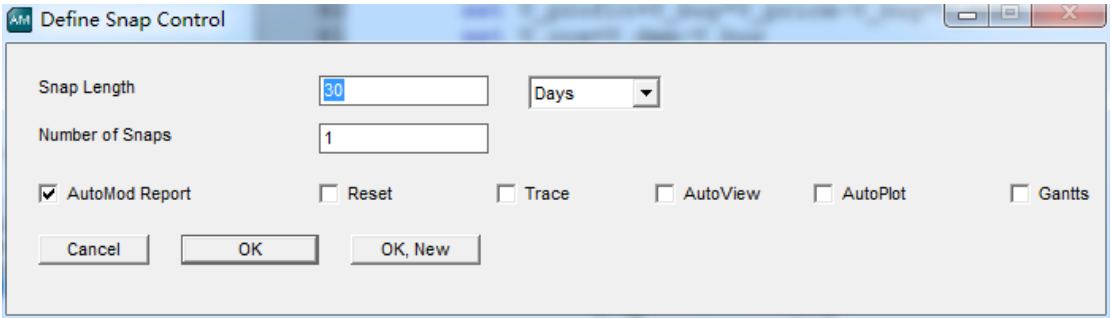 AM Define Snap Control
Snap Length 30 Days
Number of Snaps 1
AutoMod Report Reset Trace AutoView AutoPlot Gantts
Cancel OK OK, New